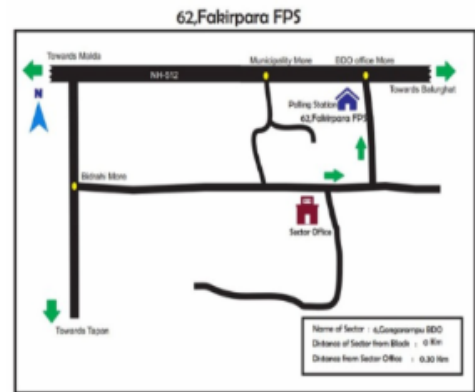 62,Fakirpara FPS
Towards Malda
Municipality More
BDO office More
NH-512
Towards Balurghat
N
Polling Station
62,Fakirpara FPS
Bidrahi More
Sector Office
Towards Tapan
Name of Sector : 6,Gangarampu BDO
Distance of Sector from Block : 0 Km
Distance from Sector Office : 0.30 Km